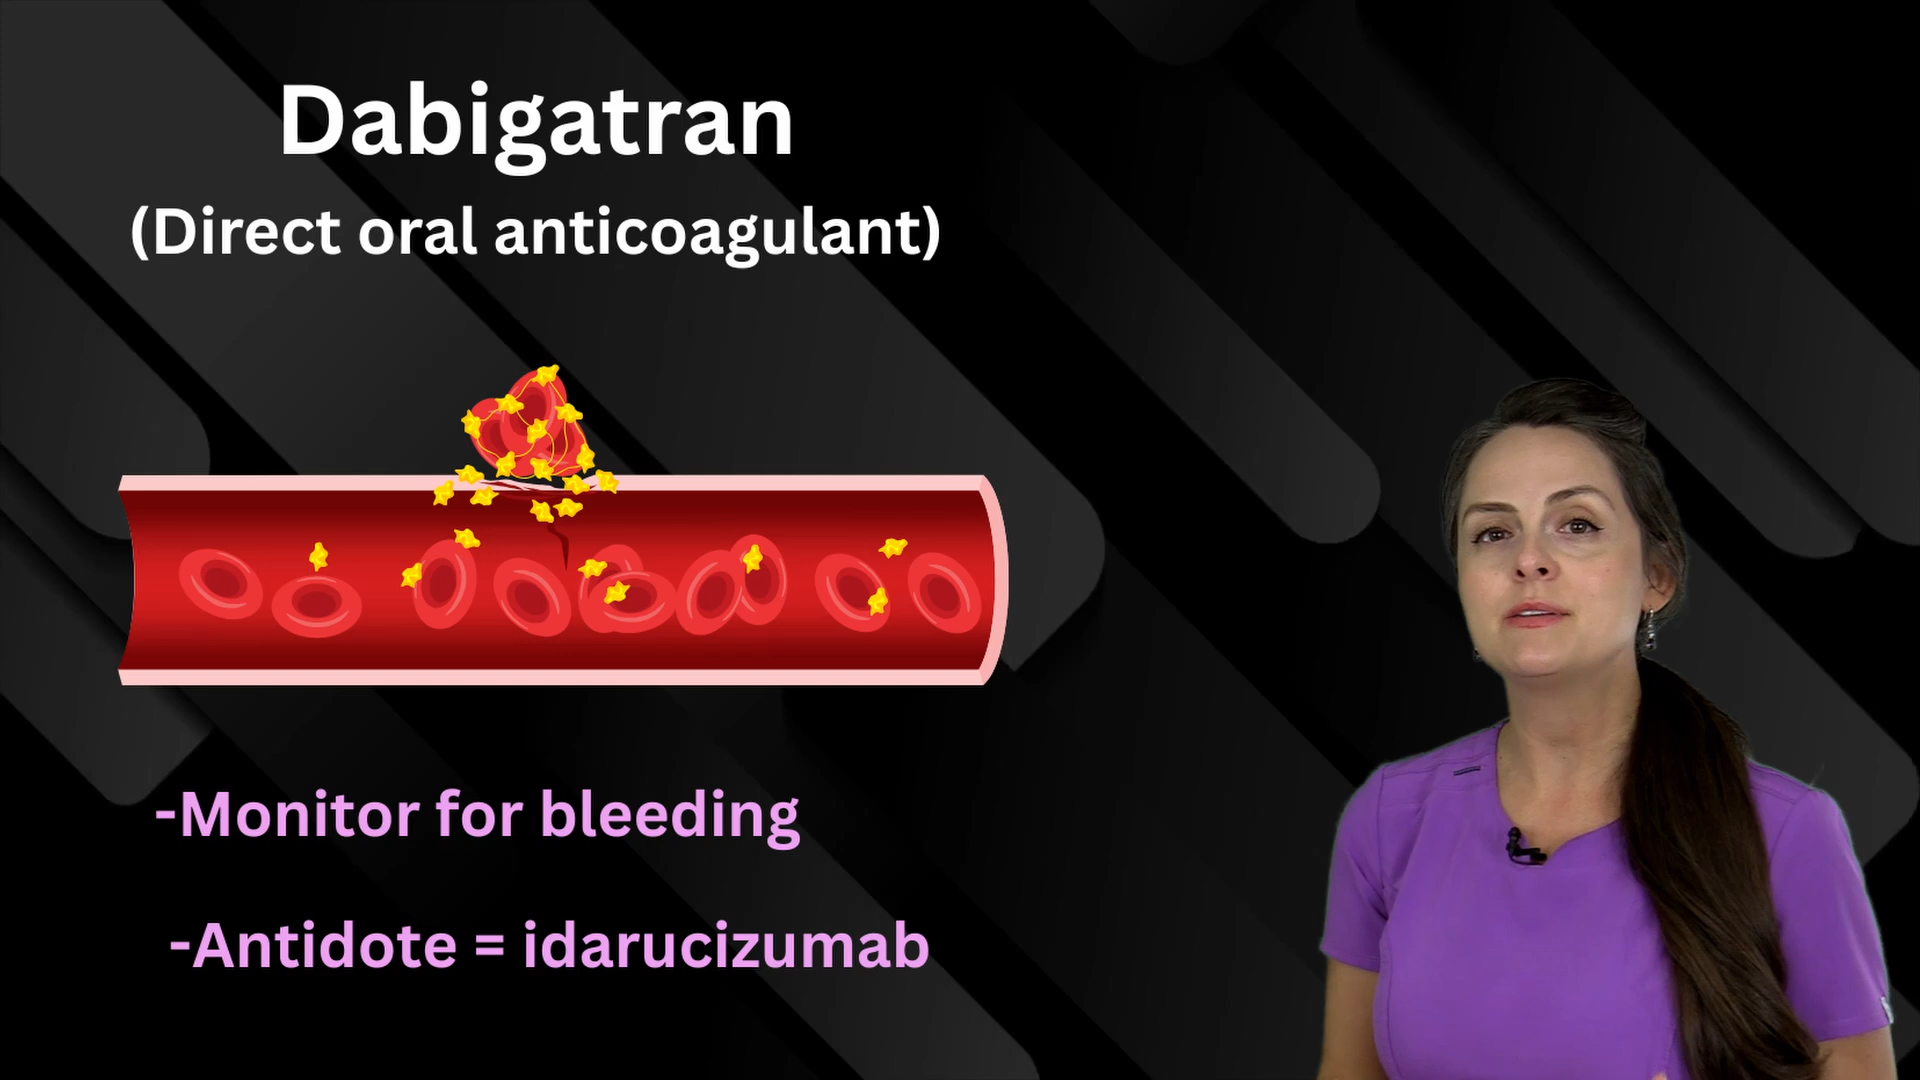 Dabigatran
(Direct oral anticoagulant)
-Monitor for bleeding
-Antidote = idarucizumab